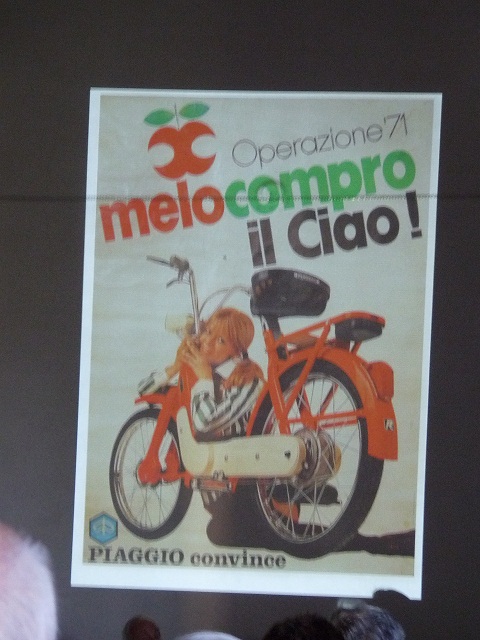 Operazione '71
melocompro
il Ciao!
R
PIAGGIO convince